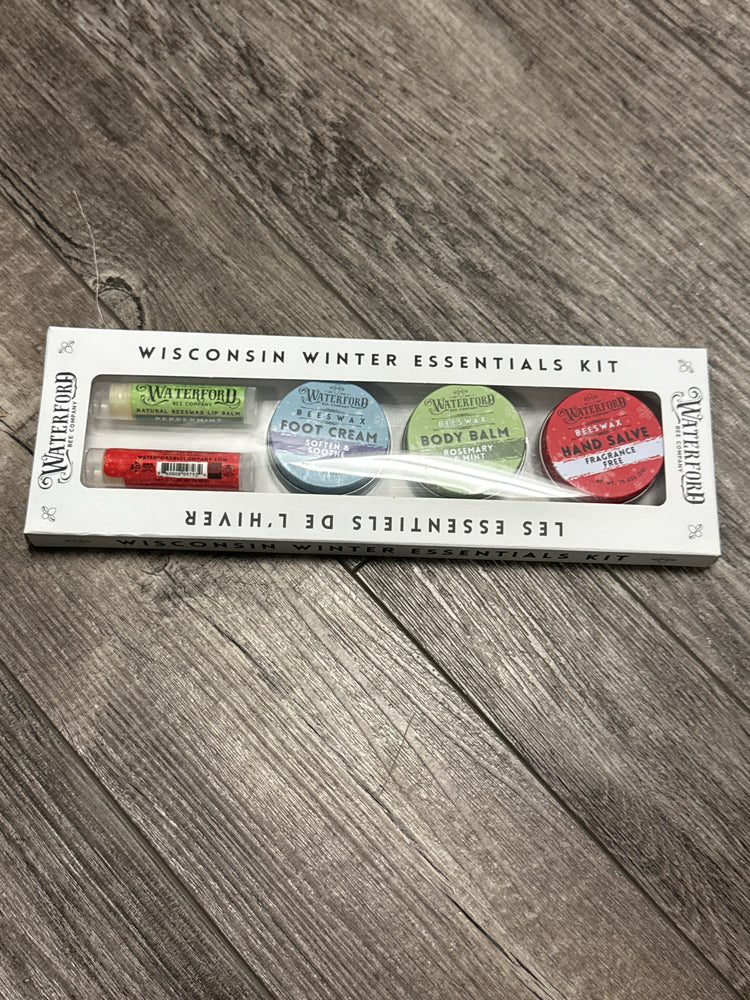 WISCONSIN WINTER ESSENTIALS KIT
WATERFORD
BEE COMPANY
WATERFORD
BEE COMPANY
NATURAL BEESWAX LIP BALM
PEPPERMINT
WATERFORDBEECOMPANY.COM
WATERFORD
BEESWAX
FOOT CREAM
SOFTEN &
SOOTHE
WATERFORD
BEESWAX
BODY BALM
ROSEMARY
& MINT
WATERFORD
BEESWAX
HAND SALVE
FRAGRANCE
FREE
WATERFORD
BEE COMPANY
LES ESSENTIELS DE L'HIVER
WISCONSIN WINTER ESSENTIALS KIT